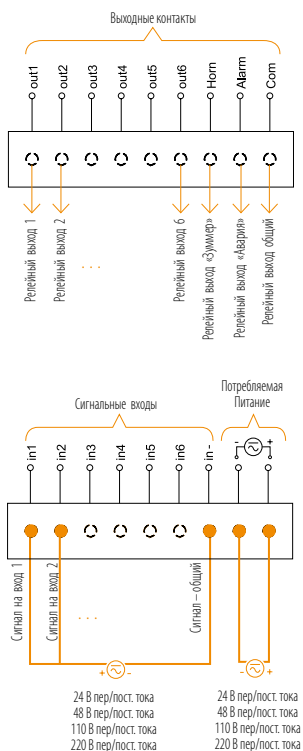 Выходные контакты
out1
out2
out3
out4
out5
out6
Horn
Alarm
Com
Релейный выход 1
Релейный выход 2
. . .
Релейный выход 6
Релейный выход «Зуммер»
Релейный выход «Авария»
Релейный выход общий
Сигнальные входы
Потребляемая
Питание
in1
in2
in3
in4
in5
in6
in -
- +
Сигнал на вход 1
Сигнал на вход 2
. . .
Сигнал – общий
+ -
- +
24 В пер/пост. тока
48 В пер/пост. тока
110 В пер/пост. тока
220 В пер/пост. тока
24 В пер/пост. тока
48 В пер/пост. тока
110 В пер/пост. тока
220 В пер/пост. тока